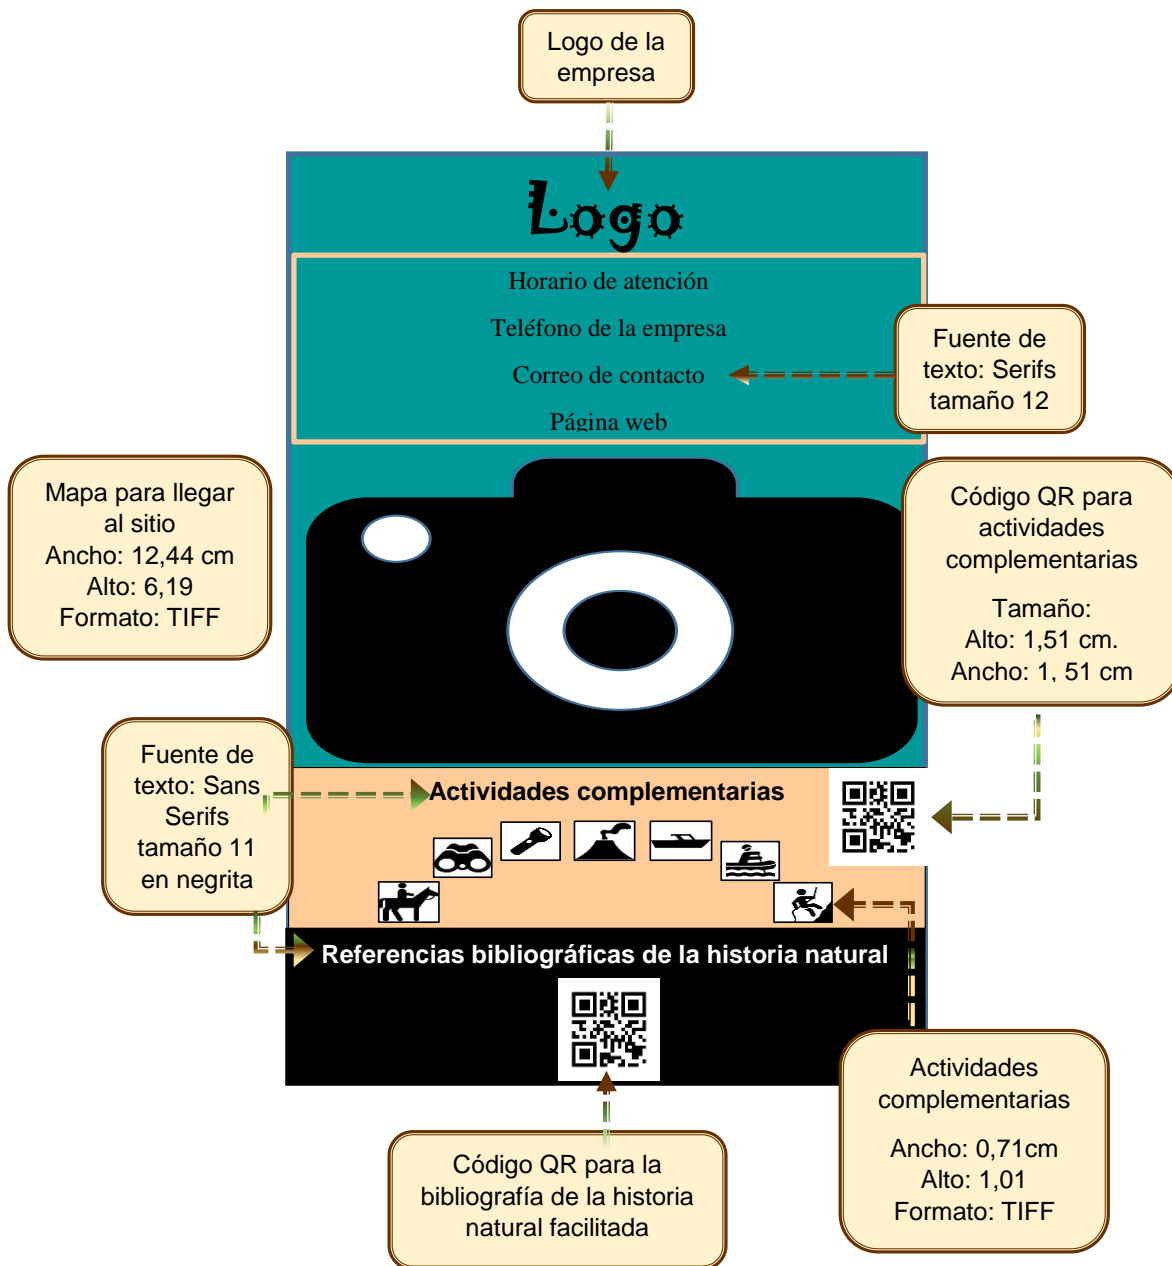 Logo de la
empresa
Logo
Horario de atención
Teléfono de la empresa
Correo de contacto
Página web
Fuente de
texto: Serifs
tamaño 12
Mapa para llegar
al sitio
Ancho: 12,44 cm
Alto: 6,19
Formato: TIFF
Código QR para
actividades
complementarias
Tamaño:
Alto: 1,51 cm.
Ancho: 1, 51 cm
Fuente de
texto: Sans
Serifs
tamaño 11
en negrita
Actividades complementarias
Referencias bibliográficas de la historia natural
Actividades
complementarias
Ancho: 0,71cm
Alto: 1,01
Formato: TIFF
Código QR para la
bibliografía de la historia
natural facilitada